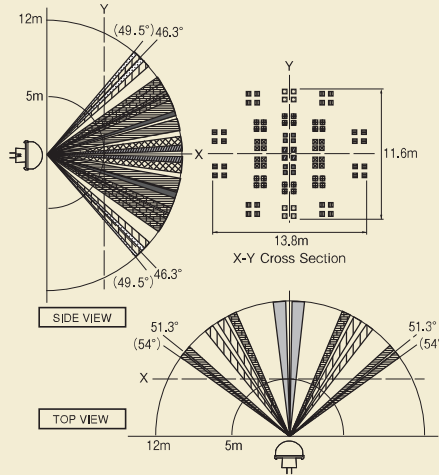 Y
12m
(49.5°)
46.3°
5m
X
(49.5°)
46.3°
SIDE VIEW
Y
X
11.6m
13.8m
X-Y Cross Section
51.3°
(54°)
51.3°
(54°)
X
TOP VIEW
12m
5m